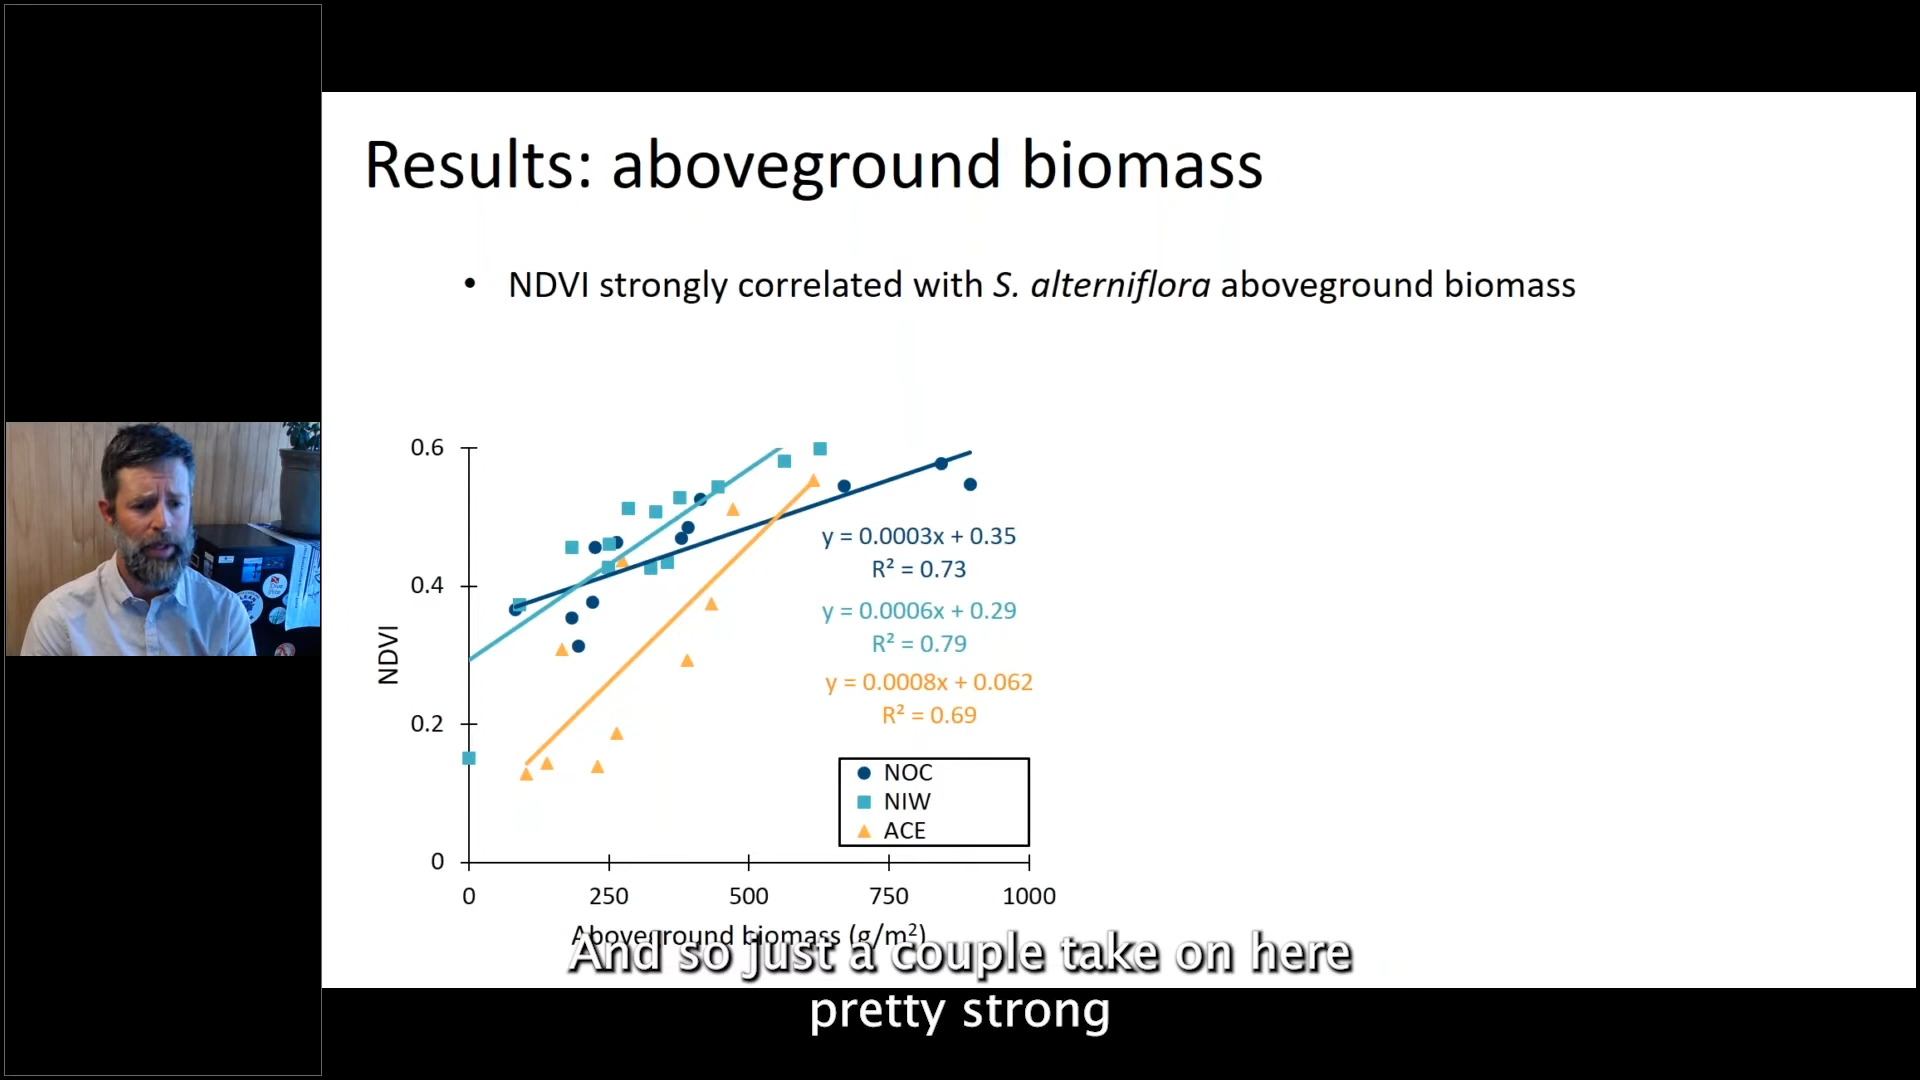 Results: aboveground biomass
• NDVI strongly correlated with S. alterniflora aboveground biomass
0.6
0.4
0.2
0
NDVI
y = 0.0003x + 0.35
R² = 0.73
y = 0.0006x + 0.29
R² = 0.79
y = 0.0008x + 0.062
R² = 0.69
NOC
NIW
ACE
0 250 500 750 1000
Aboveground biomass (g/m²)
And so just a couple take on here
pretty strong